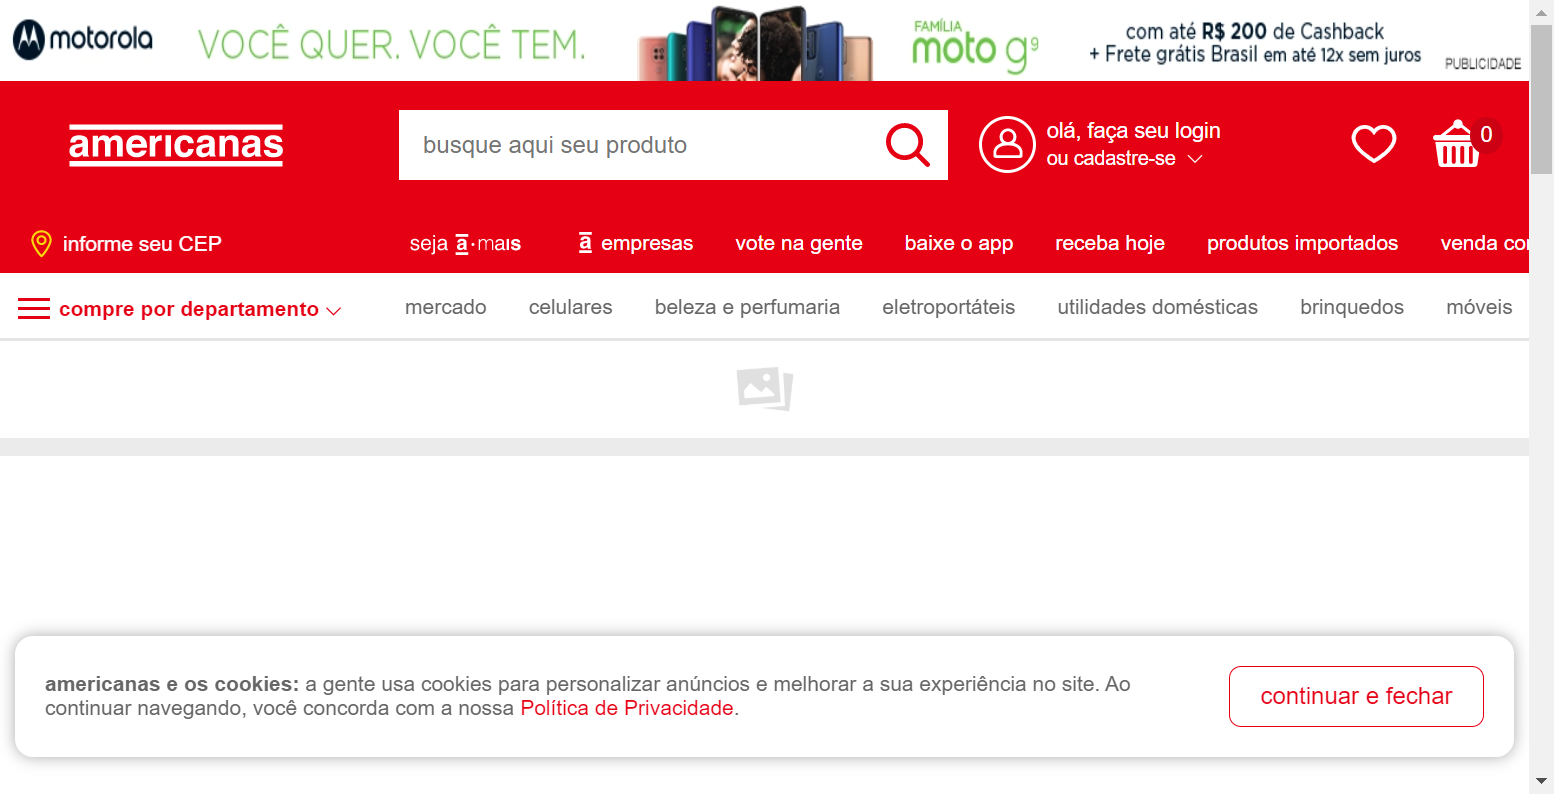 motorola
VOCÊ QUER. VOCÊ TEM.
FAMÍLIA
moto g9
com até R$ 200 de Cashback
+ Frete grátis Brasil em até 12x sem juros
PUBLICIDADE
americanas
busque aqui seu produto
olá, faça seu login
ou cadastre-se
0
informe seu CEP
seja a·mais
a empresas
vote na gente
baixe o app
receba hoje
produtos importados
venda co
compre por departamento
mercado
celulares
beleza e perfumaria
eletroportáteis
utilidades domésticas
brinquedos
móveis
americanas e os cookies: a gente usa cookies para personalizar anúncios e melhorar a sua experiência no site. Ao
continuar navegando, você concorda com a nossa Política de Privacidade.
continuar e fechar